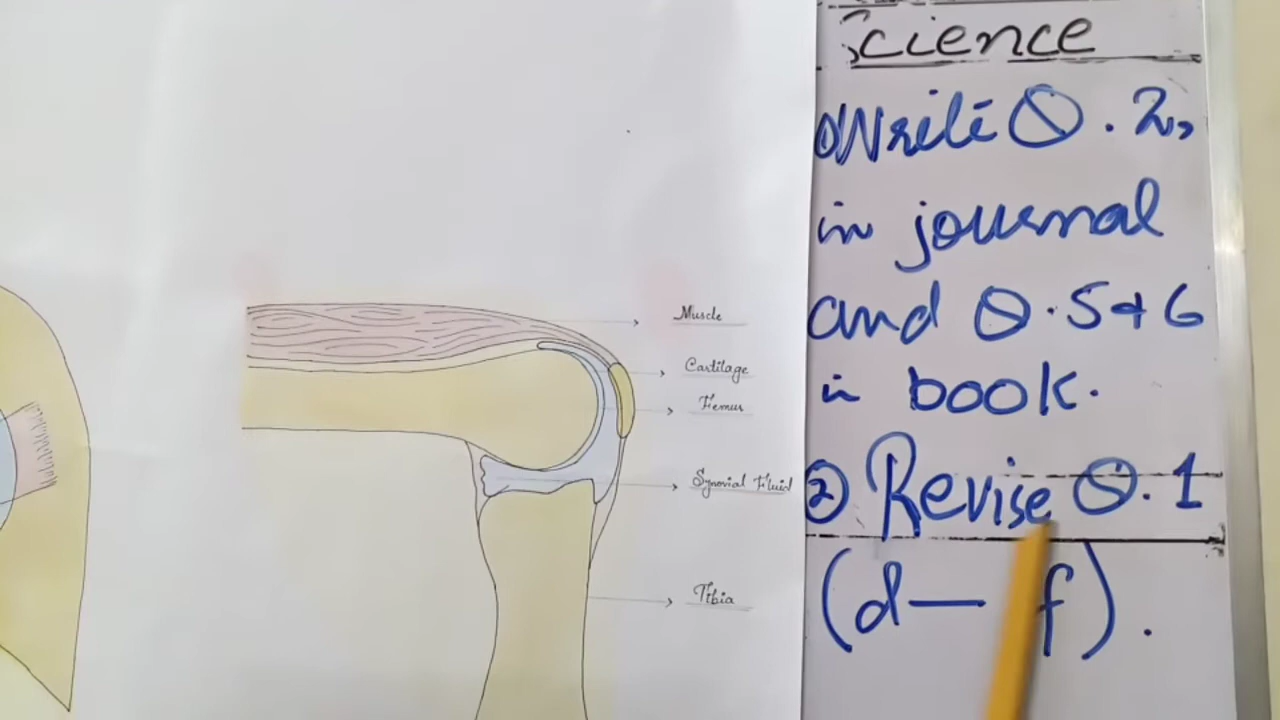 Muscle
Cartilage
Femur
Synovial Fluid
Tibia
Science
① Write Q. 2,
in journal
and Q. 5 & 6
in book.
② Revise Q. 1
(d — f).